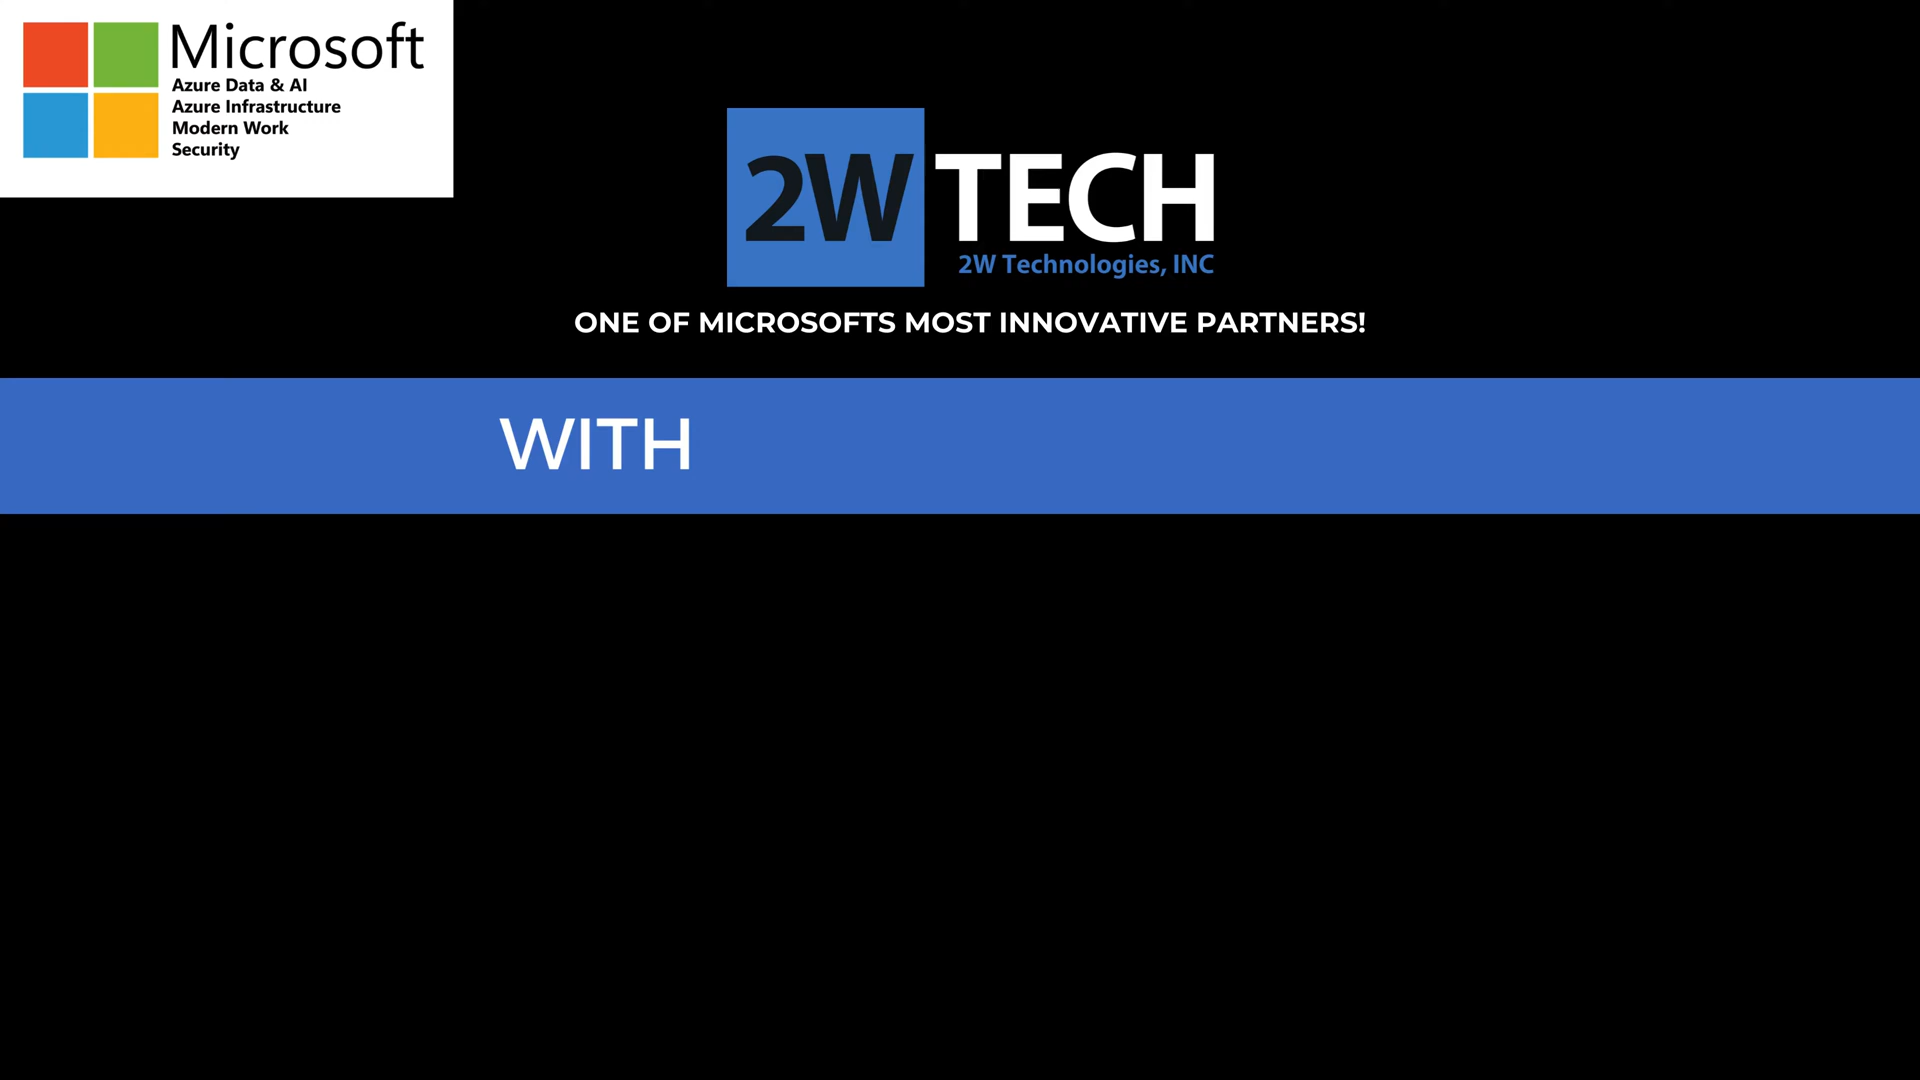 Microsoft
Azure Data & AI
Azure Infrastructure
Modern Work
Security
2W TECH
2W Technologies, INC
ONE OF MICROSOFTS MOST INNOVATIVE PARTNERS!
WITH